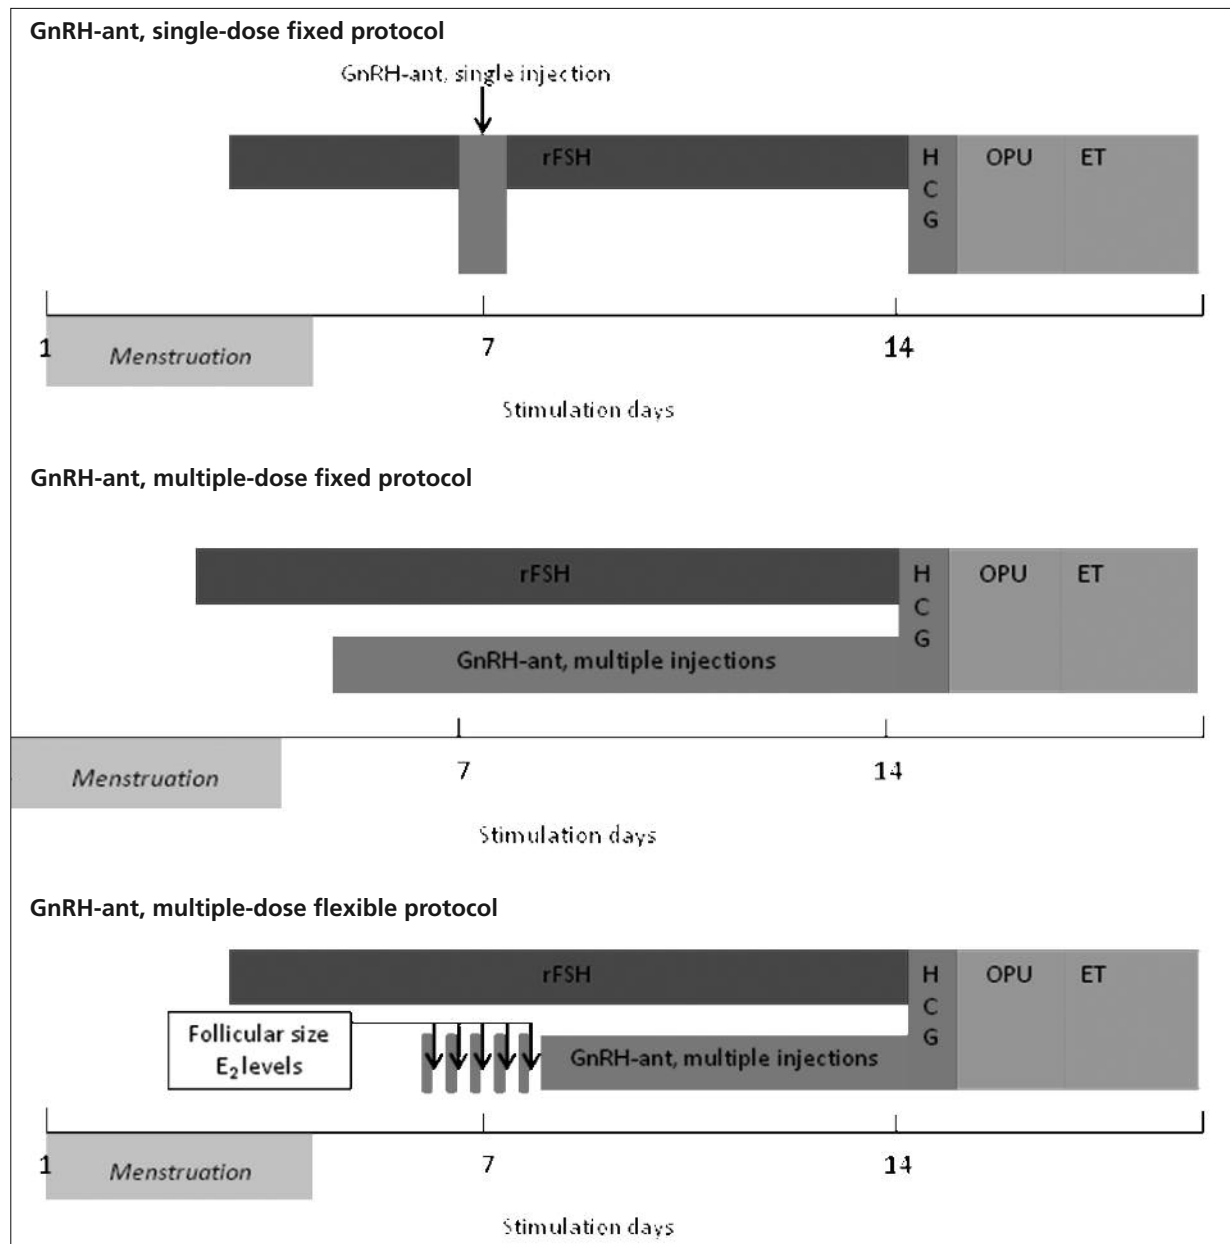 GnRH-ant, single-dose fixed protocol
GnRH-ant, single injection
rFSH
H
C
G
OPU
ET
1
7
14
Menstruation
Stimulation days
GnRH-ant, multiple-dose fixed protocol
rFSH
H
C
G
OPU
ET
GnRH-ant, multiple injections
7
14
Menstruation
Stimulation days
GnRH-ant, multiple-dose flexible protocol
rFSH
H
C
G
OPU
ET
Follicular size
E₂ levels
GnRH-ant, multiple injections
1
7
14
Menstruation
Stimulation days